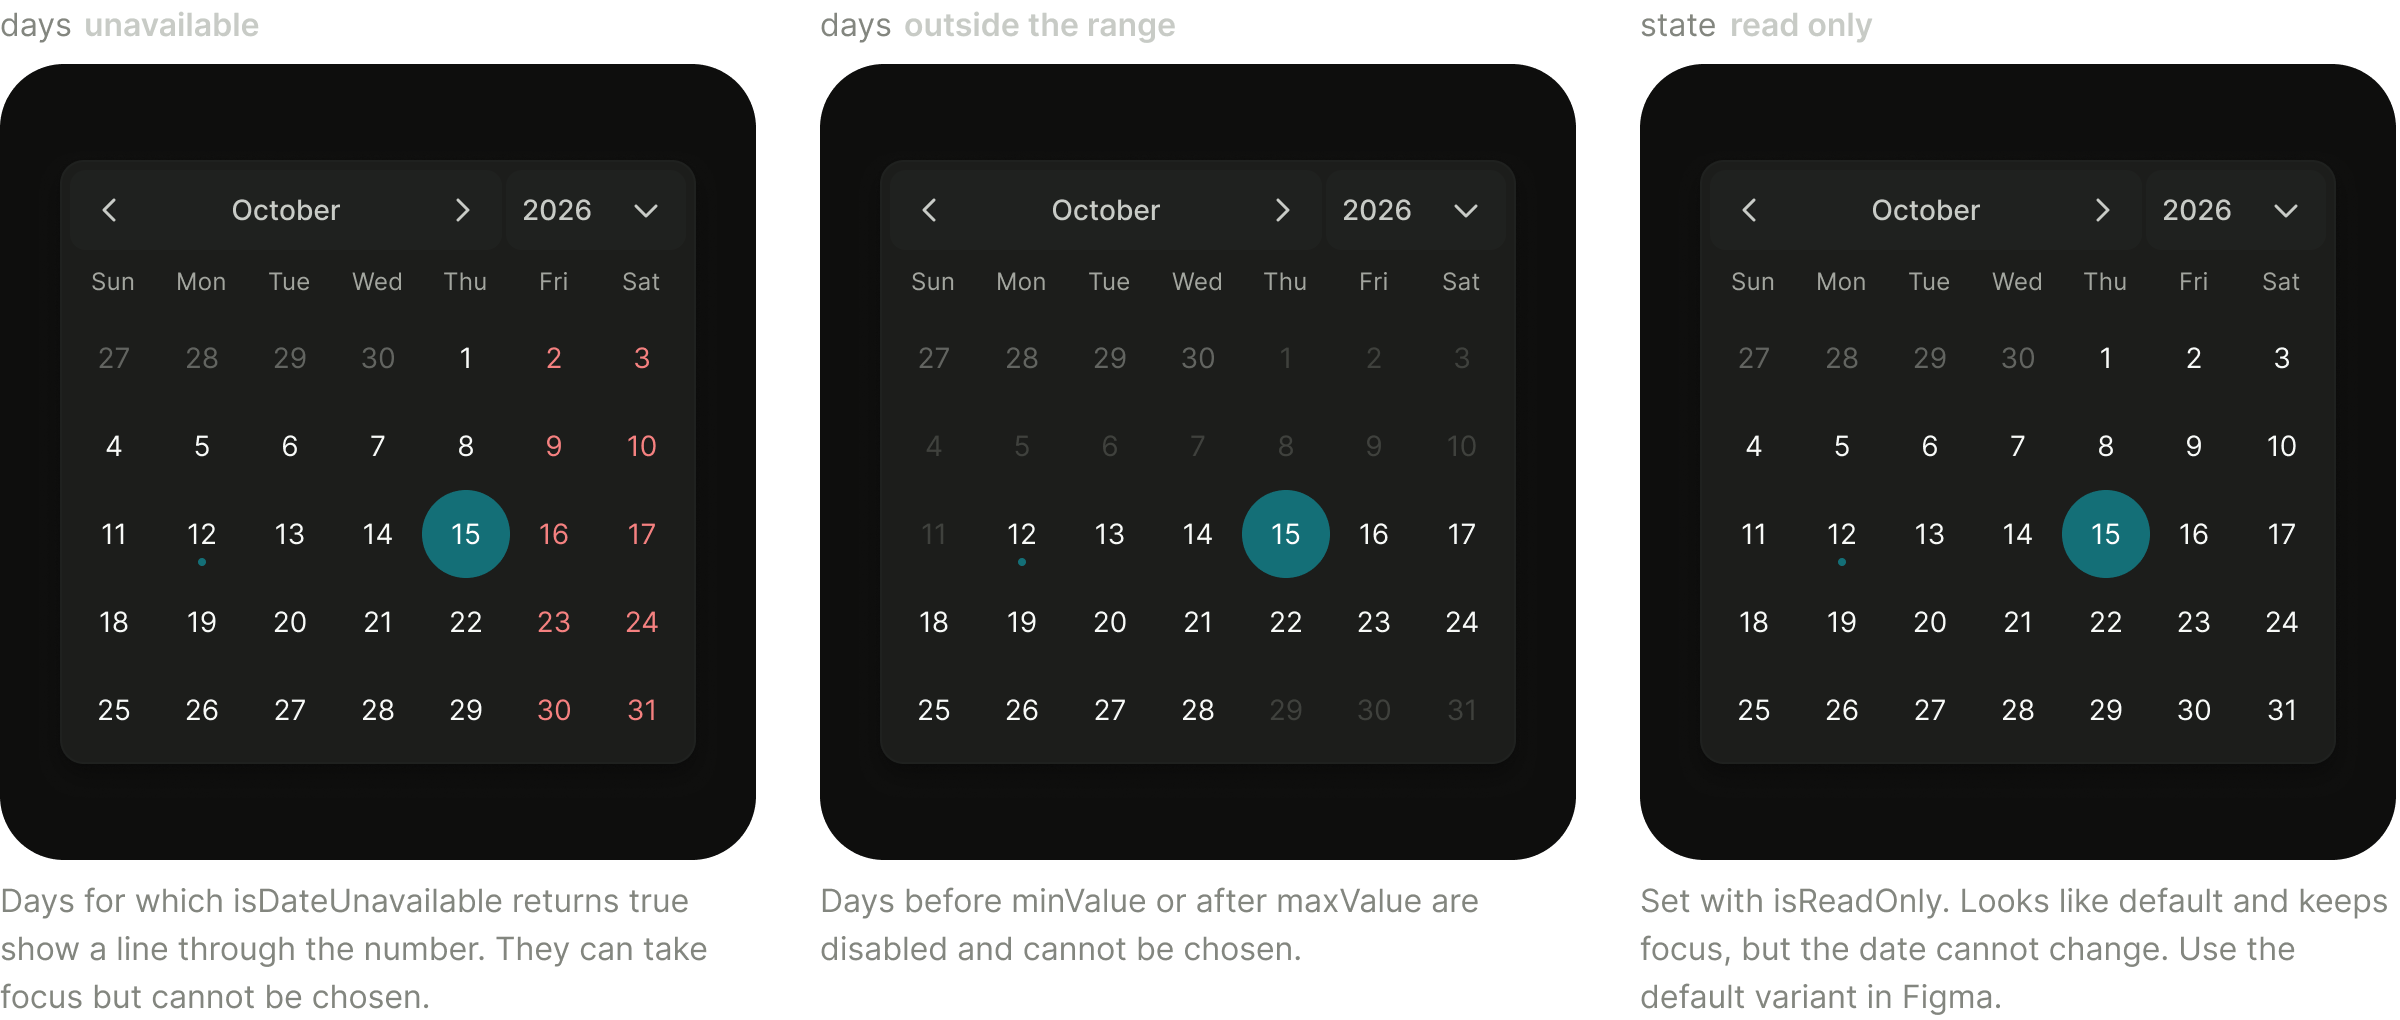 days unavailable
October 2026
Sun Mon Tue Wed Thu Fri Sat
27 28 29 30 1 2 3
4 5 6 7 8 9 10
11 12 13 14 15 16 17
18 19 20 21 22 23 24
25 26 27 28 29 30 31
Days for which isDateUnavailable returns true
show a line through the number. They can take
focus but cannot be chosen.
days outside the range
October 2026
Sun Mon Tue Wed Thu Fri Sat
27 28 29 30 1 2 3
4 5 6 7 8 9 10
11 12 13 14 15 16 17
18 19 20 21 22 23 24
25 26 27 28 29 30 31
Days before minValue or after maxValue are
disabled and cannot be chosen.
state read only
October 2026
Sun Mon Tue Wed Thu Fri Sat
27 28 29 30 1 2 3
4 5 6 7 8 9 10
11 12 13 14 15 16 17
18 19 20 21 22 23 24
25 26 27 28 29 30 31
Set with isReadOnly. Looks like default and keeps
focus, but the date cannot change. Use the
default variant in Figma.